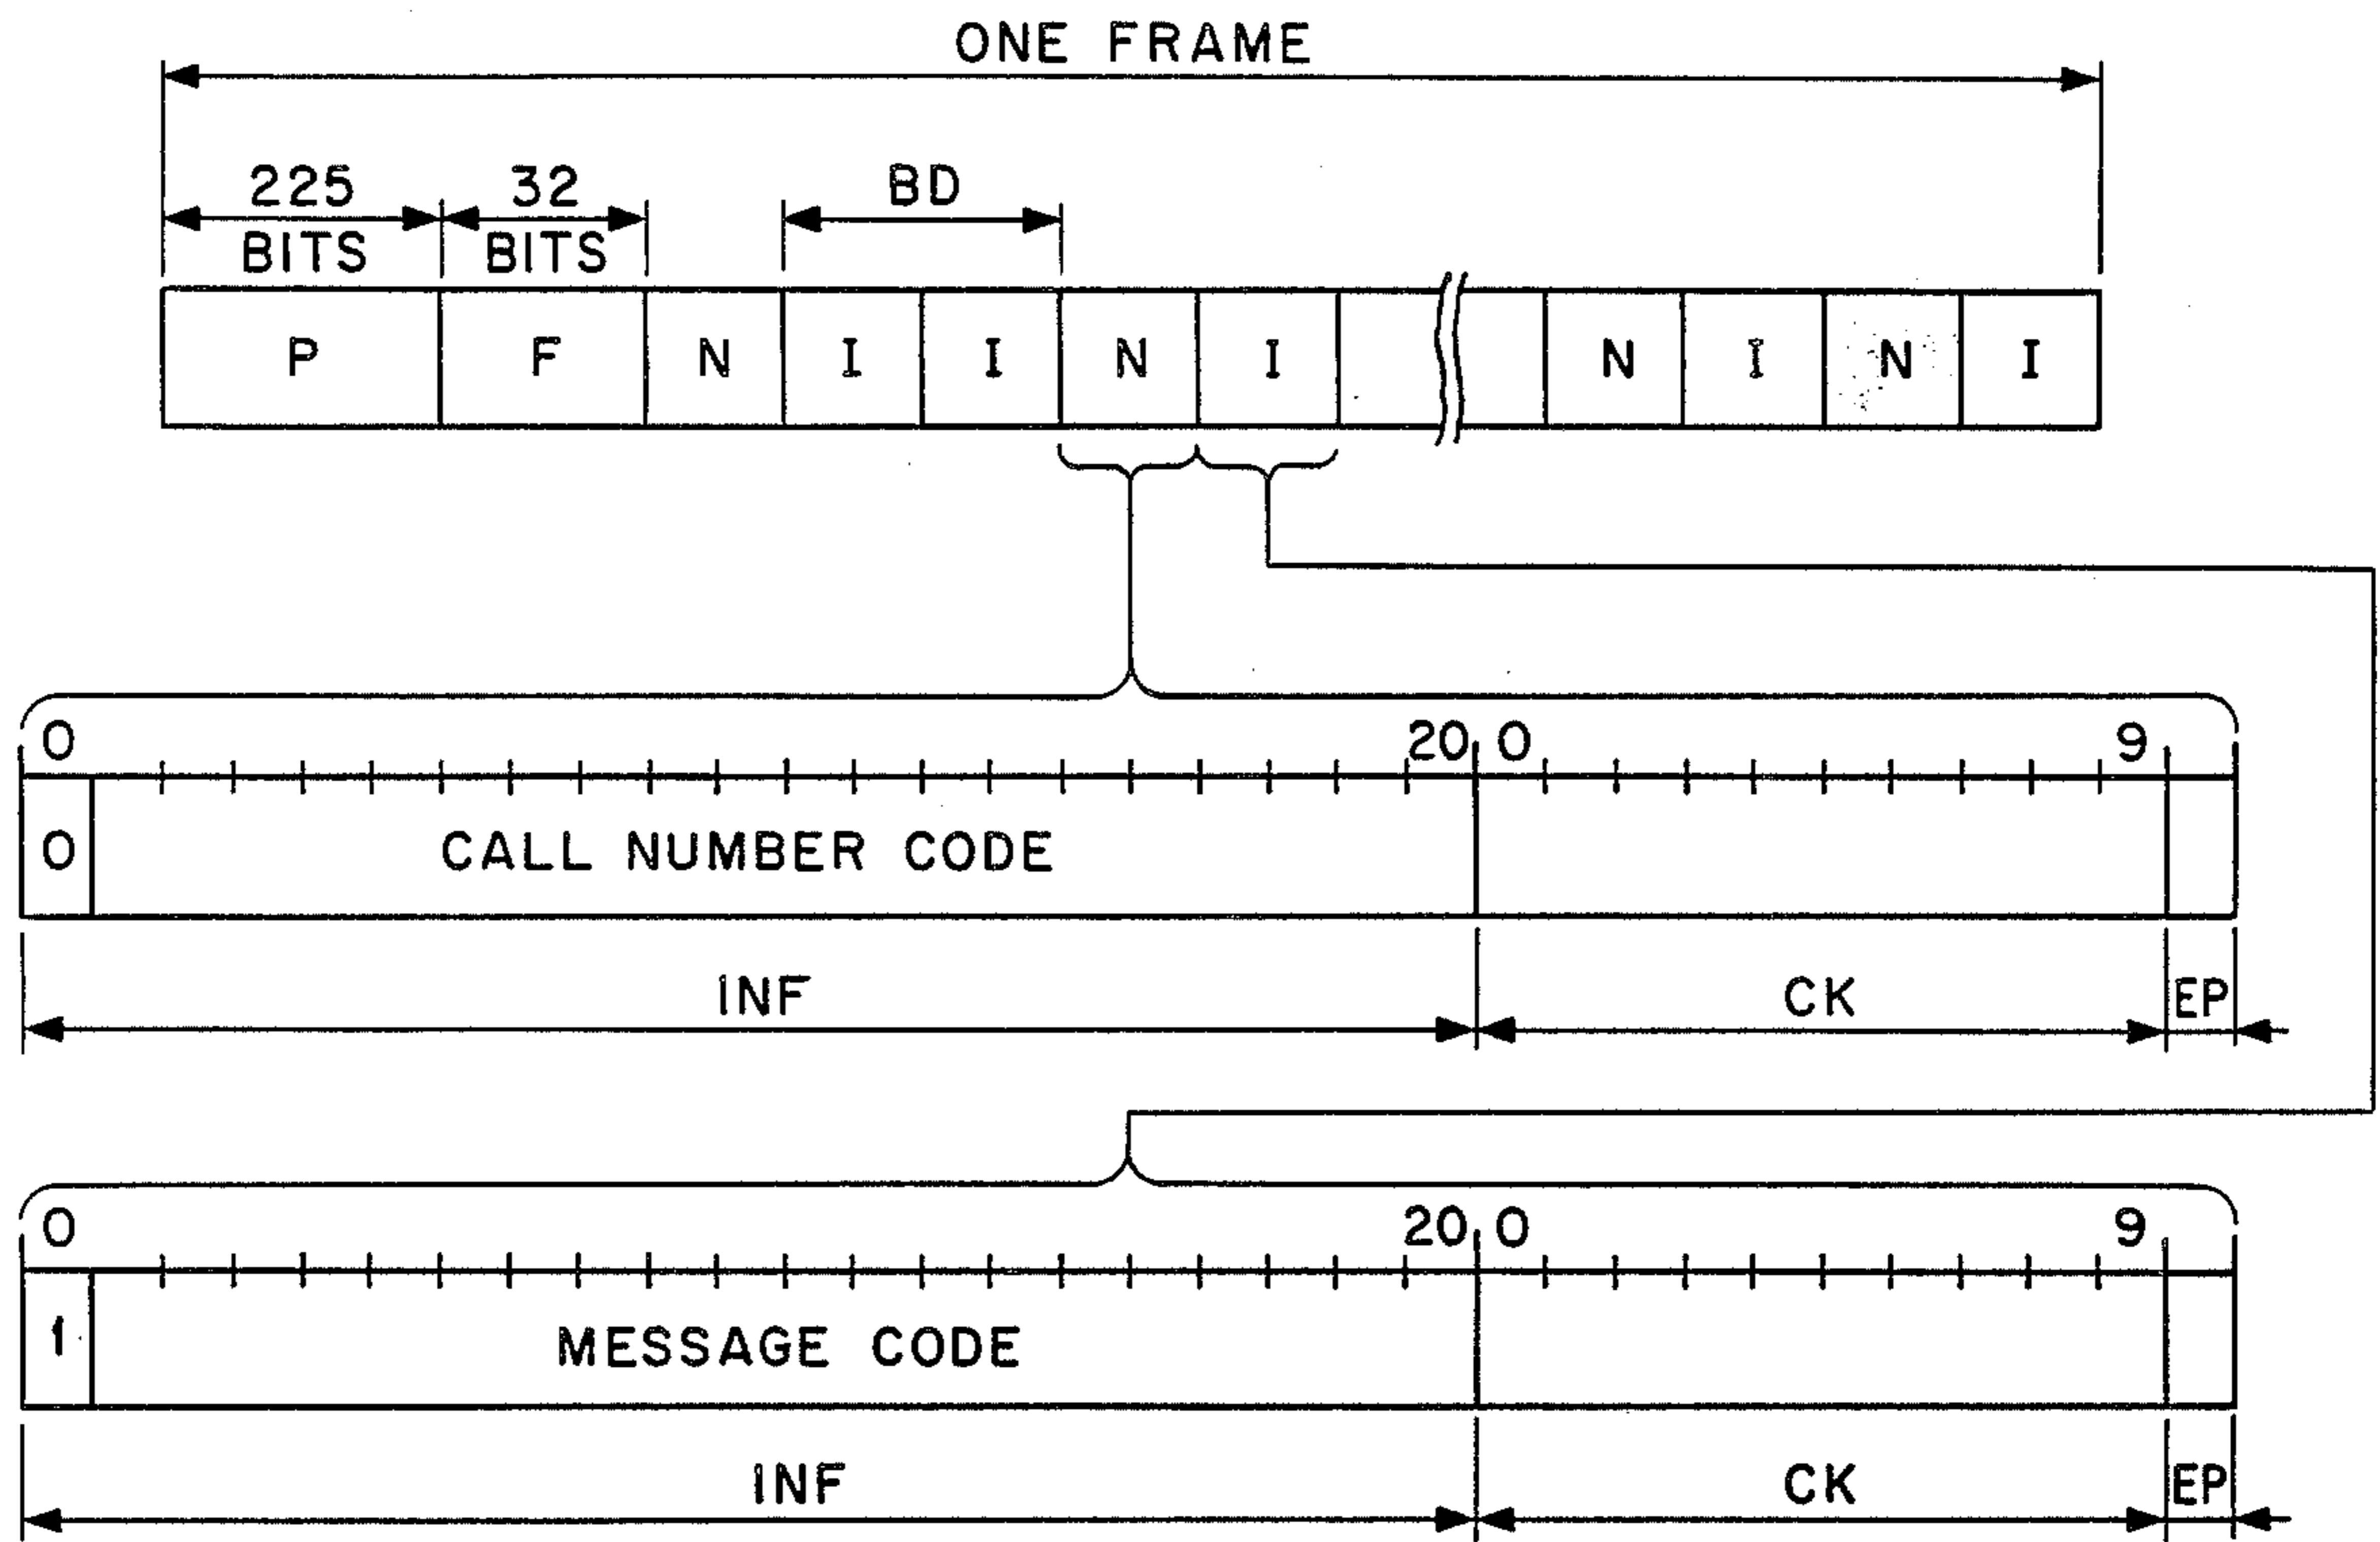 ONE FRAME
225 BITS
32 BITS
BD
P F N I I N I N I N I
0 20 0 9
0 CALL NUMBER CODE
INF CK EP
0 20 0 9
1 MESSAGE CODE
INF CK EP